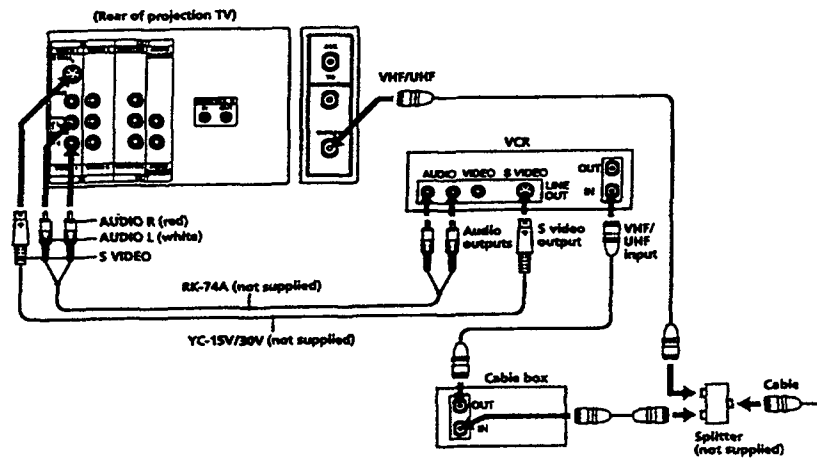 (Rear of projection TV)
VHF/UHF
VCR
AUDIO VIDEO S VIDEO
OUT
LINE
OUT
IN
AUDIO R (red)
AUDIO L (white)
S VIDEO
Audio
outputs
S video
output
VHF/
UHF
input
RK-74A (not supplied)
YC-15V/30V (not supplied)
Cable box
OUT
IN
Cable
Splitter
(not supplied)